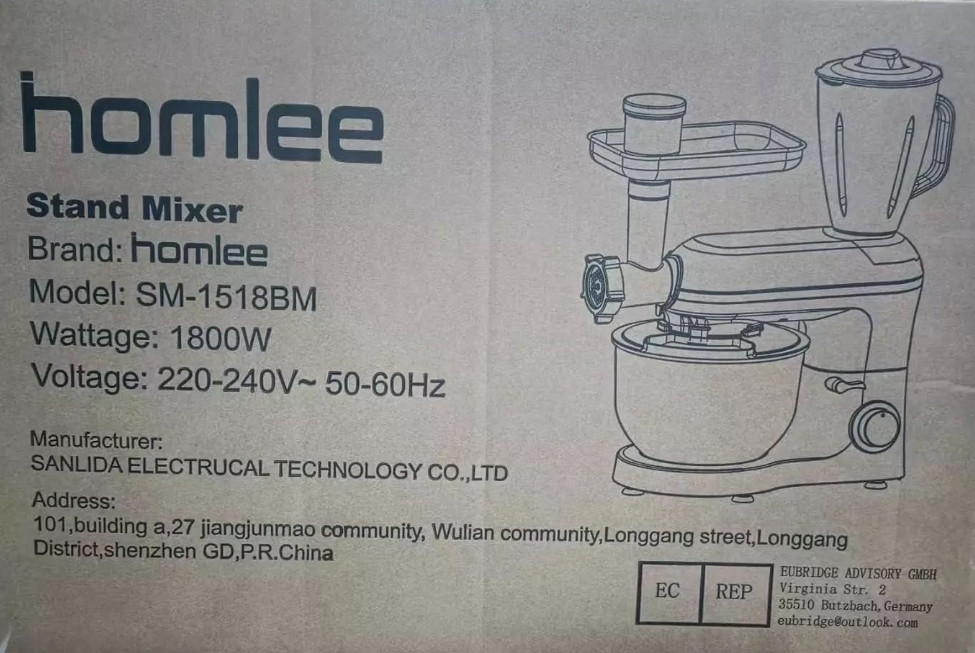 homlee
Stand Mixer
Brand: homlee
Model: SM-1518BM
Wattage: 1800W
Voltage: 220-240V~ 50-60Hz
Manufacturer:
SANLIDA ELECTRUCAL TECHNOLOGY CO.,LTD
Address:
101,building a,27 jiangjunmao community, Wulian community,Longgang street,Longgang
District,shenzhen GD,P.R.China
EC REP
EUBRIDGE ADVISORY GMBH
Virginia Str. 2
35510 Butzbach,Germany
eubridge@outlook.com